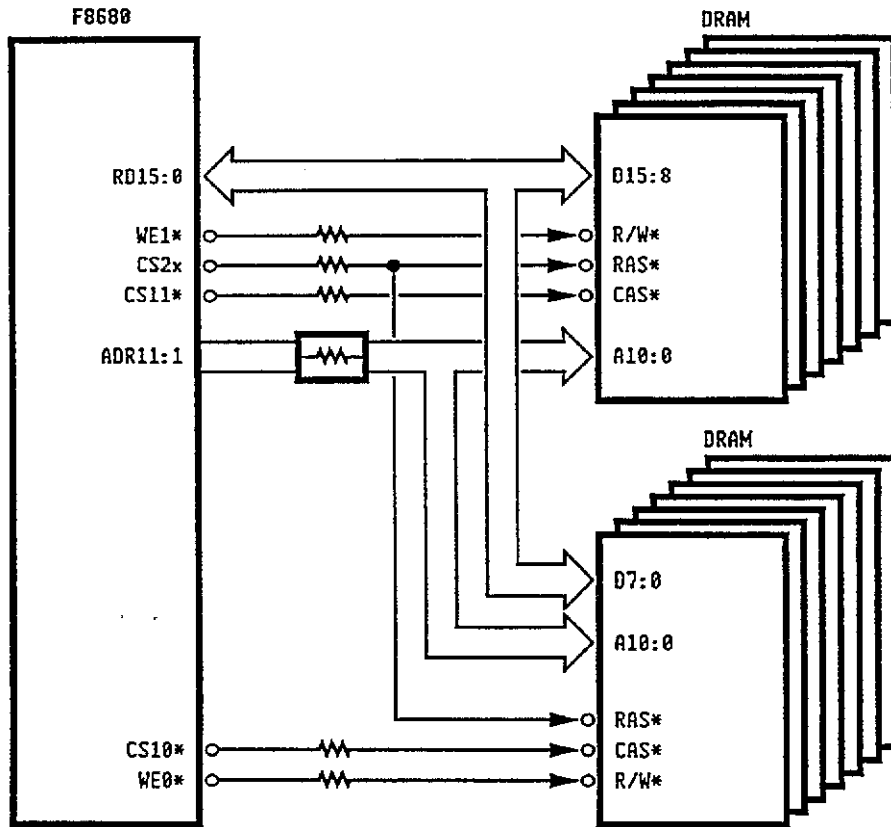 F8680
DRAM
RD15:0
D15:8
WE1*
R/W*
CS2x
RAS*
CS11*
CAS*
ADR11:1
A10:0
DRAM
D7:0
A10:0
RAS*
CS10*
CAS*
WE0*
R/W*